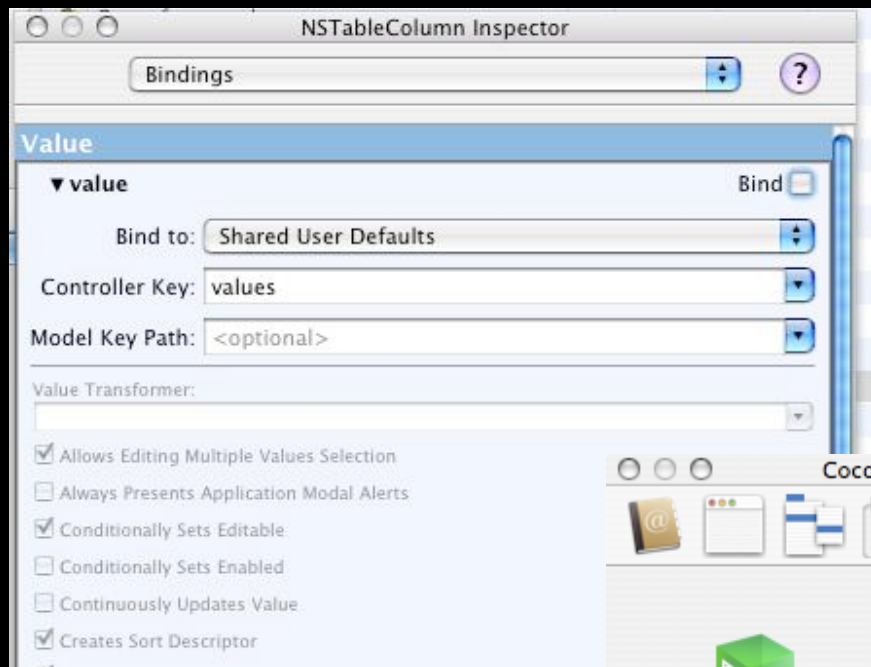 NSTableColumn Inspector
Bindings
?
Value
▼ value
Bind
Bind to: Shared User Defaults
Controller Key: values
Model Key Path: <optional>
Value Transformer:
Allows Editing Multiple Values Selection
Always Presents Application Modal Alerts
Conditionally Sets Editable
Conditionally Sets Enabled
Continuously Updates Value
Creates Sort Descriptor
Coco
@